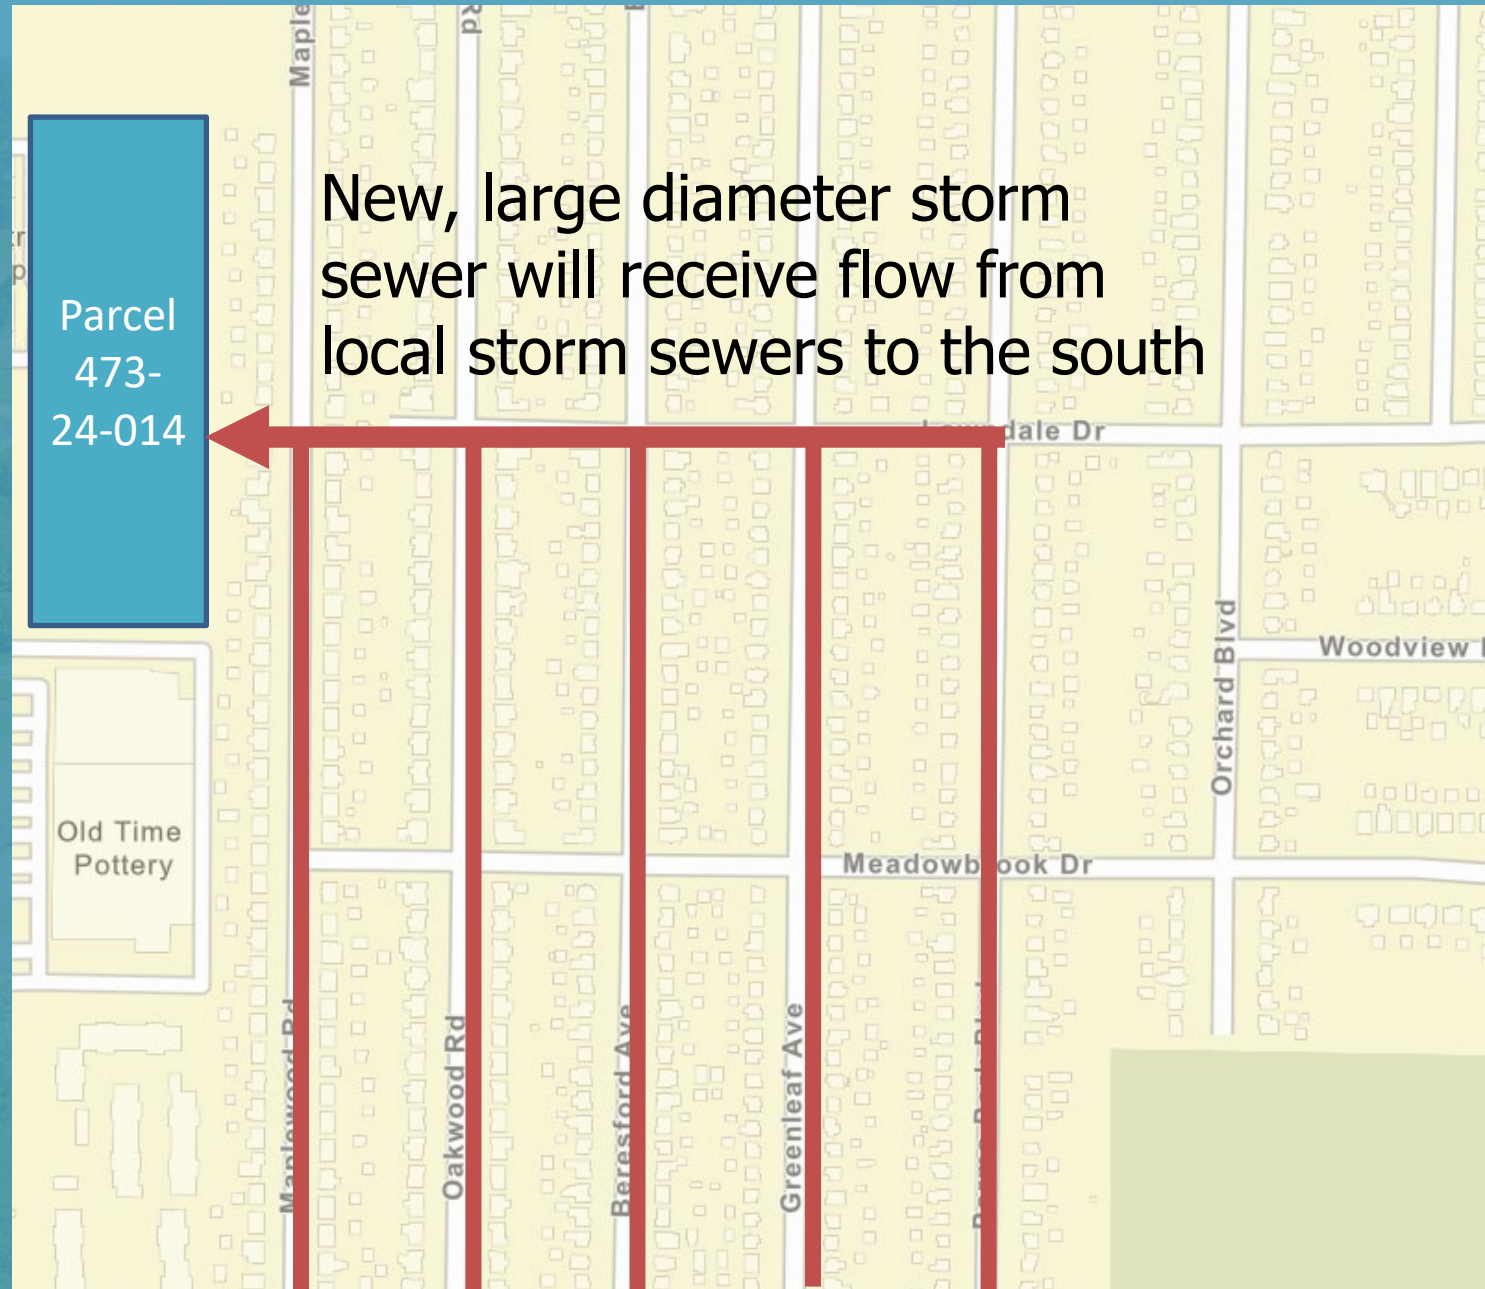 Maple
Rd
New, large diameter storm
sewer will receive flow from
local storm sewers to the south
Parcel
473-
24-014
dale Dr
Woodview
Orchard Blvd
Old Time
Pottery
Meadowbrook Dr
Maplewood Rd
Oakwood Rd
Beresford Ave
Greenleaf Ave